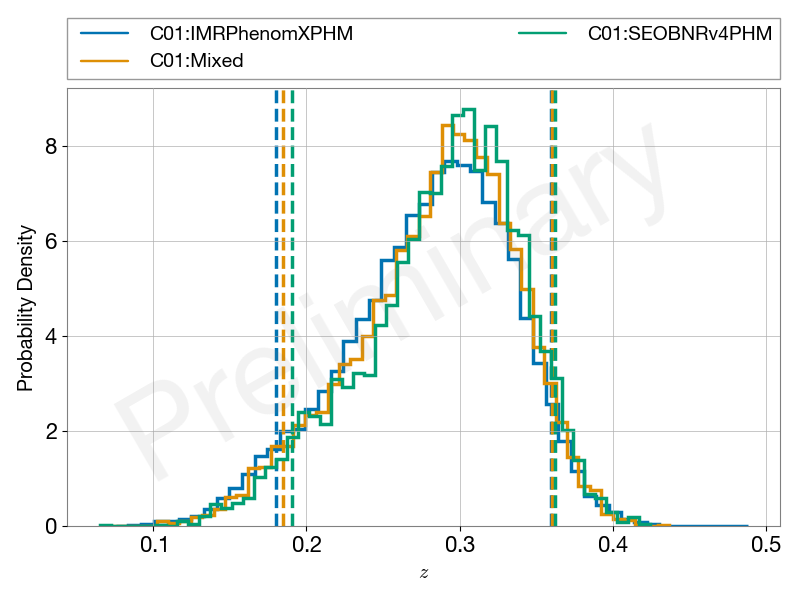 C01:IMRPhenomXPHM
C01:Mixed
C01:SEOBNRv4PHM
Preliminary
Probability Density
8
6
4
2
0
0.1
0.2
0.3
0.4
0.5
z